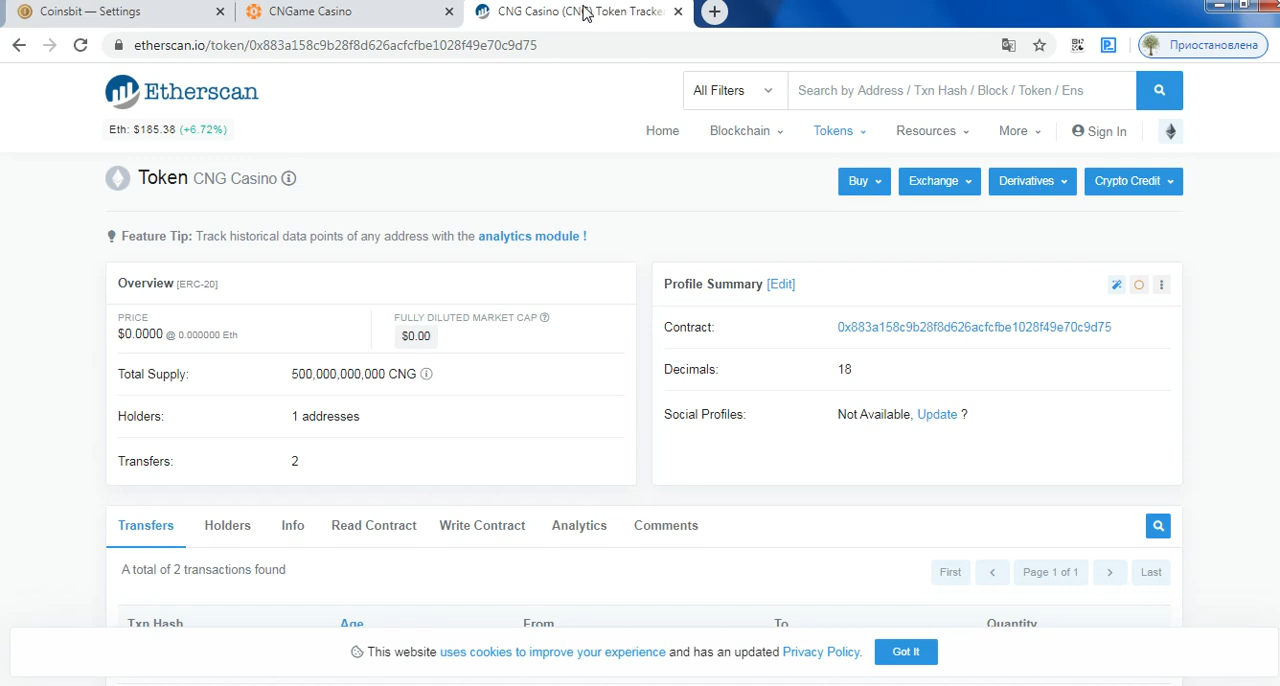 Coinsbit — Settings
CNGame Casino
CNG Casino (CNG) Token Tracke
etherscan.io/token/0x883a158c9b28f8d626acfcfbe1028f49e70c9d75
Приостановлена
Etherscan
All Filters
Search by Address / Txn Hash / Block / Token / Ens
Eth: $185.38 (+6.72%)
Home
Blockchain
Tokens
Resources
More
Sign In
Token CNG Casino
Buy
Exchange
Derivatives
Crypto Credit
Feature Tip: Track historical data points of any address with the analytics module !
Overview [ERC-20]
PRICE
$0.0000 @ 0.000000 Eth
FULLY DILUTED MARKET CAP
$0.00
Total Supply:
500,000,000,000 CNG
Holders:
1 addresses
Transfers:
2
Profile Summary [Edit]
Contract:
0x883a158c9b28f8d626acfcfbe1028f49e70c9d75
Decimals:
18
Social Profiles:
Not Available, Update ?
Transfers
Holders
Info
Read Contract
Write Contract
Analytics
Comments
A total of 2 transactions found
First
Page 1 of 1
Last
Txn Hash
Age
From
To
Quantity
This website uses cookies to improve your experience and has an updated Privacy Policy.
Got It